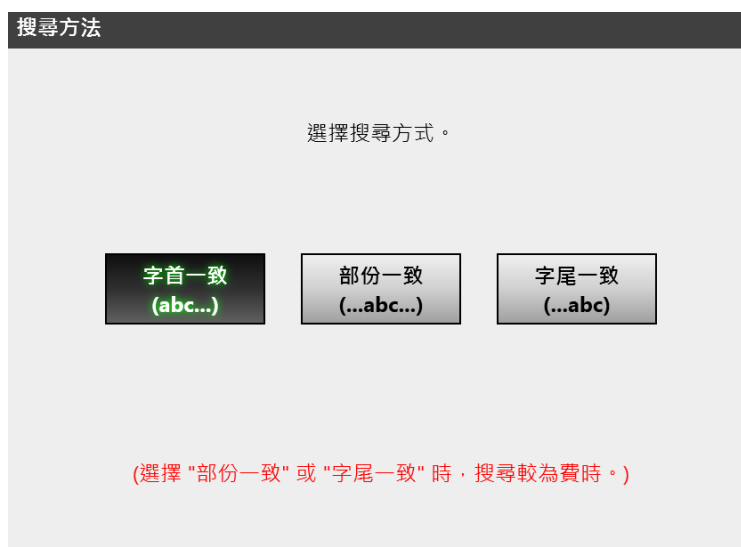 搜尋方法
選擇搜尋方式。
字首一致
(abc...)
部份一致
(...abc...)
字尾一致
(...abc)
(選擇 "部份一致" 或 "字尾一致" 時，搜尋較為費時。)